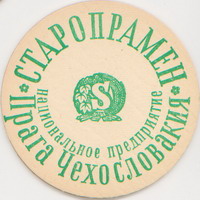 СТАРОПРАМЕН
Национальное предприятие
S
Прага Чехословакия